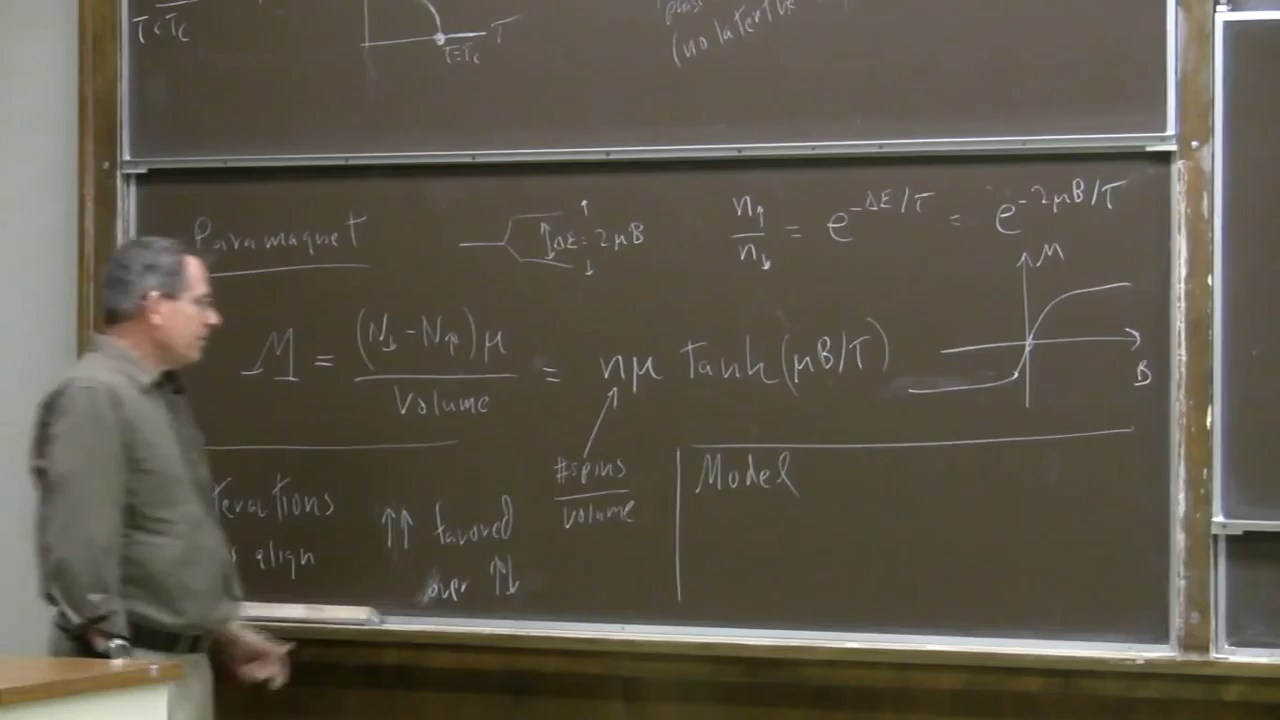 T<Tc
T
T=Tc
(no latent he
Paramagnet
↑
ΔE = 2μB
↓
n↑/n↓ = e^-ΔE/T = e^-2μB/T
M
B
M = (N↓ - N↑)μ / Volume = nμ tanh(μB/T)
#spins
volume
teractions
align
↑↑ favored
over ↑↓
Model